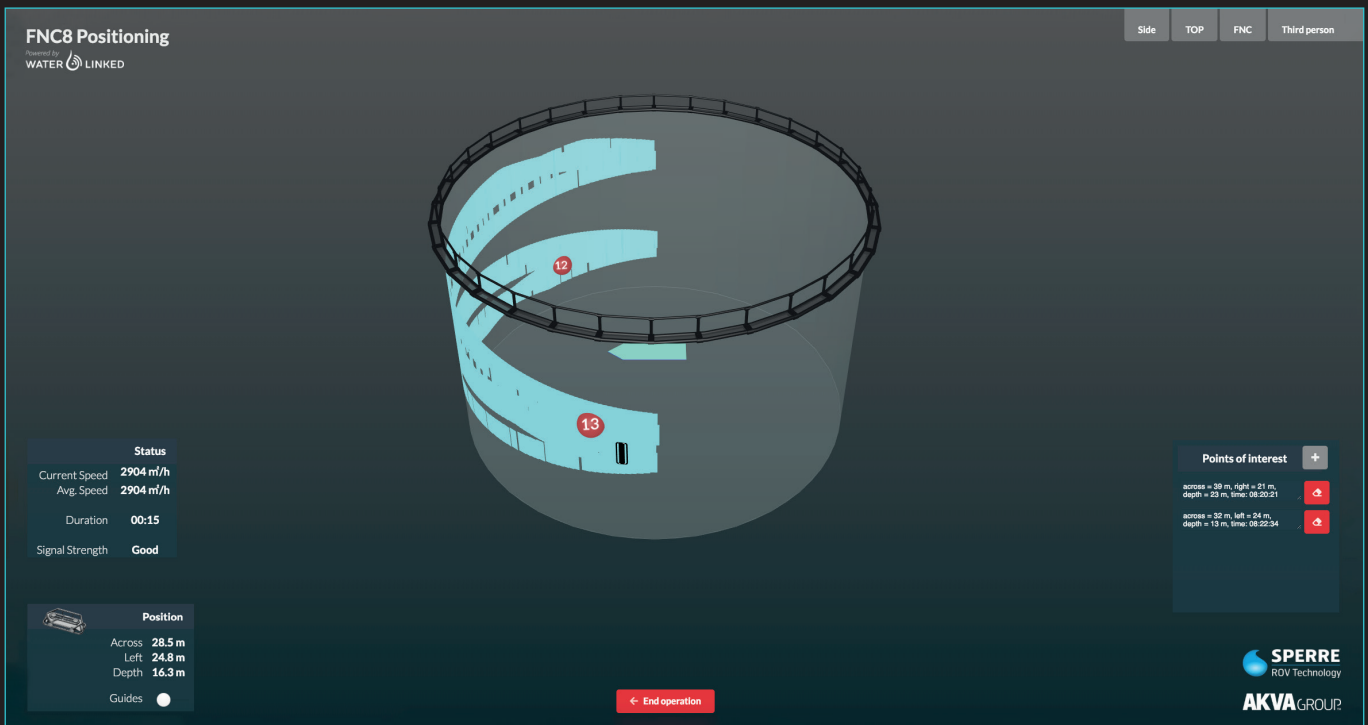 FNC8 Positioning
Powered by
WATER LINKED
Side TOP FNC Third person
12
13
Status
Current Speed 2904 m²/h
Avg. Speed 2904 m²/h
Duration 00:15
Signal Strength Good
Points of interest +
across = 39 m, right = 21 m,
depth = 23 m, time: 08:20:21
across = 32 m, left = 24 m,
depth = 13 m, time: 08:22:34
Position
Across 28.5 m
Left 24.8 m
Depth 16.3 m
Guides
← End operation
SPERRE
ROV Technology
AKVAGROUP